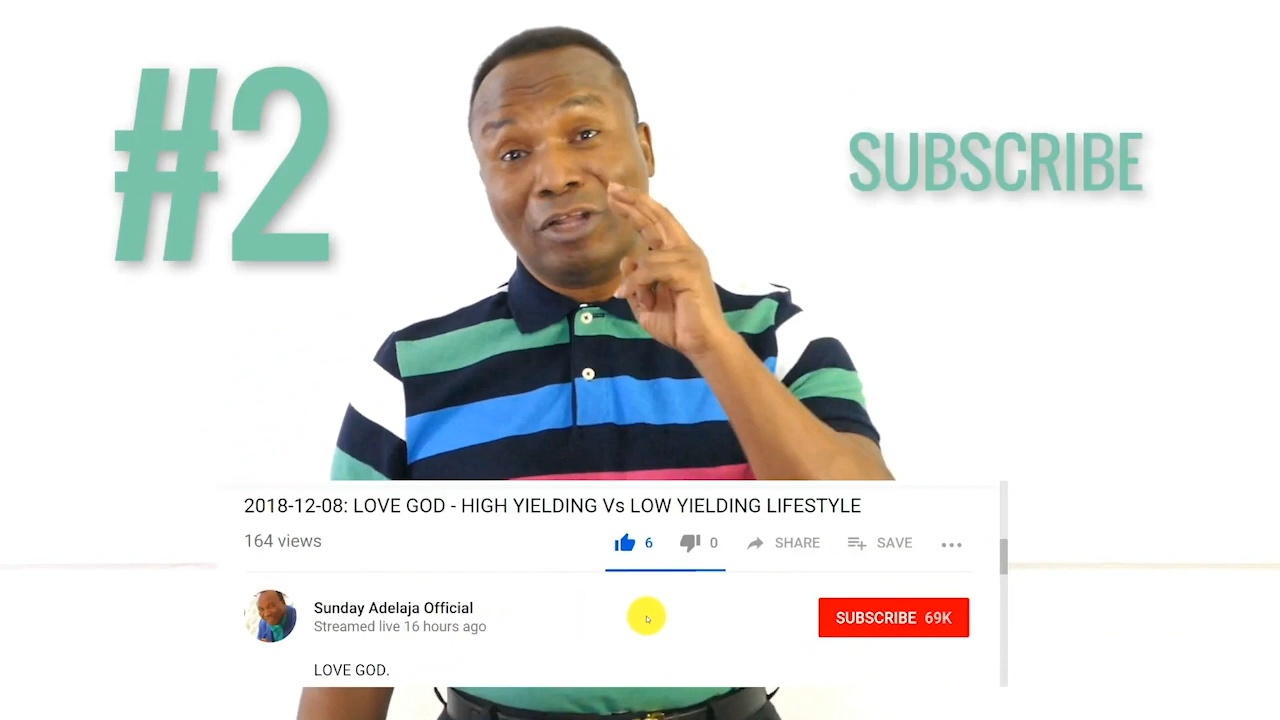 #2
SUBSCRIBE
2018-12-08: LOVE GOD - HIGH YIELDING Vs LOW YIELDING LIFESTYLE
164 views
6
0
SHARE
SAVE
Sunday Adelaja Official
Streamed live 16 hours ago
SUBSCRIBE 69K
LOVE GOD.